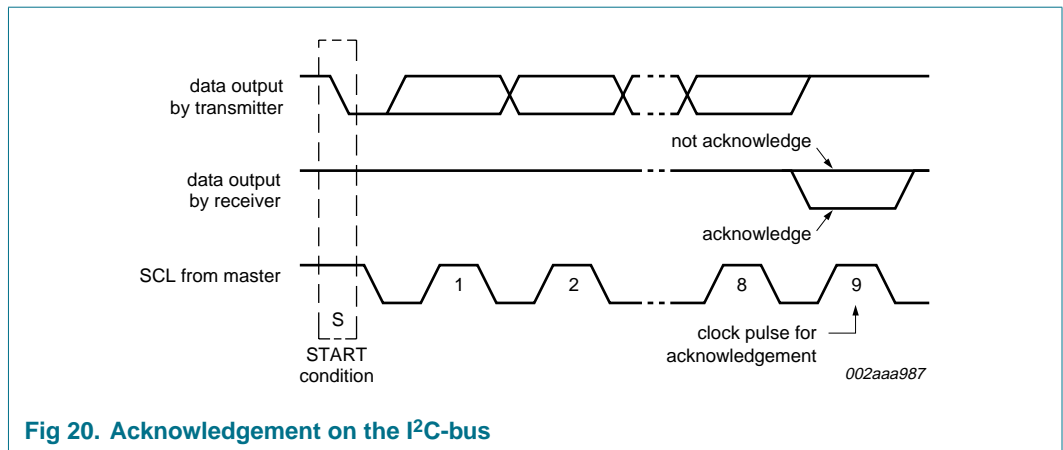 data output
by transmitter
not acknowledge
data output
by receiver
acknowledge
SCL from master
1
2
8
9
S
START
condition
clock pulse for
acknowledgement
002aaa987
Fig 20. Acknowledgement on the I²C-bus